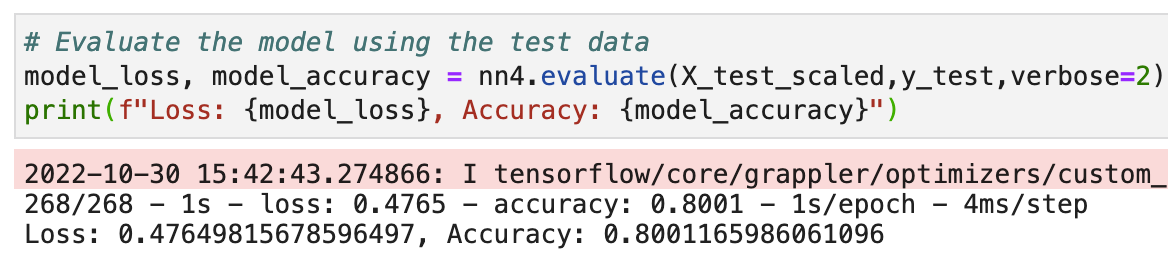 # Evaluate the model using the test data
model_loss, model_accuracy = nn4.evaluate(X_test_scaled,y_test,verbose=2)
print(f"Loss: {model_loss}, Accuracy: {model_accuracy}")
2022-10-30 15:42:43.274866: I tensorflow/core/grappler/optimizers/custom_
268/268 - 1s - loss: 0.4765 - accuracy: 0.8001 - 1s/epoch - 4ms/step
Loss: 0.47649815678596497, Accuracy: 0.8001165986061096